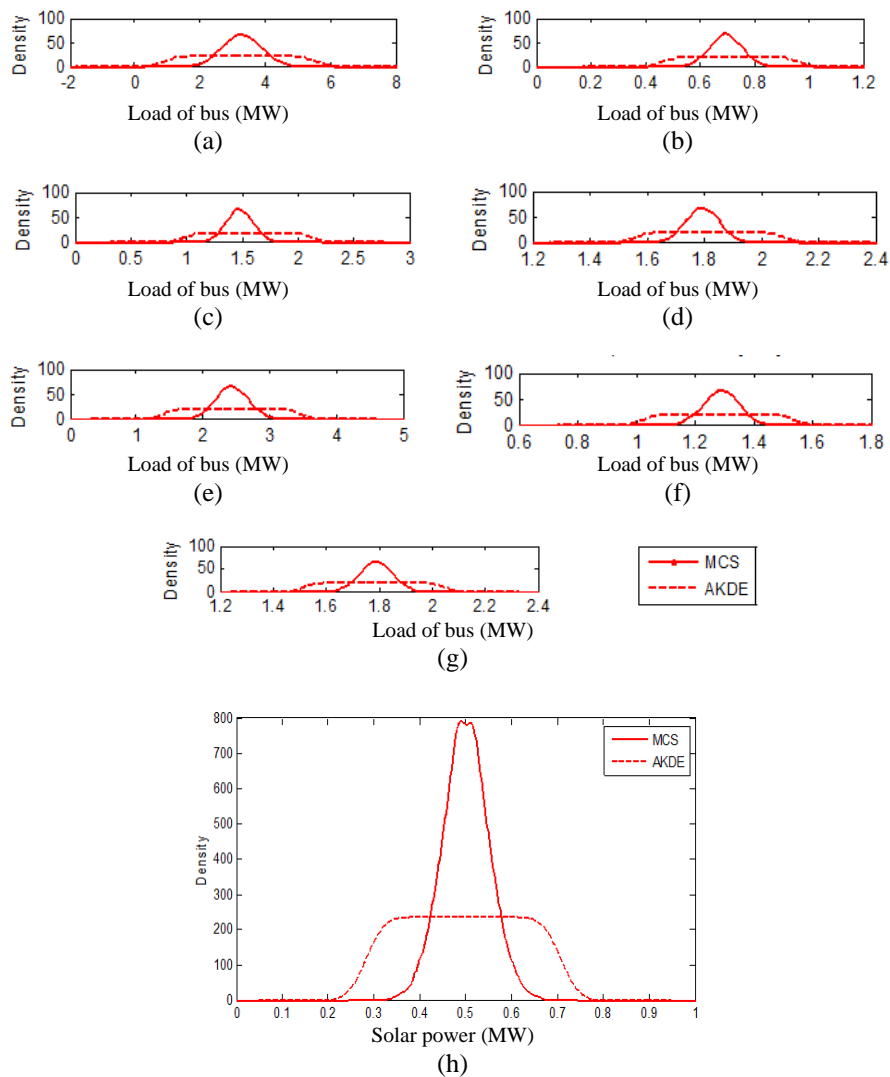 100
50
0
Density
-2 0 2 4 6 8
Load of bus (MW)
(a)
100
50
0
Density
0 0.2 0.4 0.6 0.8 1 1.2
Load of bus (MW)
(b)
100
50
0
Density
0 0.5 1 1.5 2 2.5 3
Load of bus (MW)
(c)
100
50
0
Density
1.2 1.4 1.6 1.8 2 2.2 2.4
Load of bus (MW)
(d)
100
50
0
Density
0 1 2 3 4 5
Load of bus (MW)
(e)
100
50
0
Density
0.6 0.8 1 1.2 1.4 1.6 1.8
Load of bus (MW)
(f)
100
50
0
Density
1.2 1.4 1.6 1.8 2 2.2 2.4
Load of bus (MW)
(g)
MCS
AKDE
800
700
600
500
400
300
200
100
0
Density
MCS
AKDE
0 0.1 0.2 0.3 0.4 0.5 0.6 0.7 0.8 0.9 1
Solar power (MW)
(h)